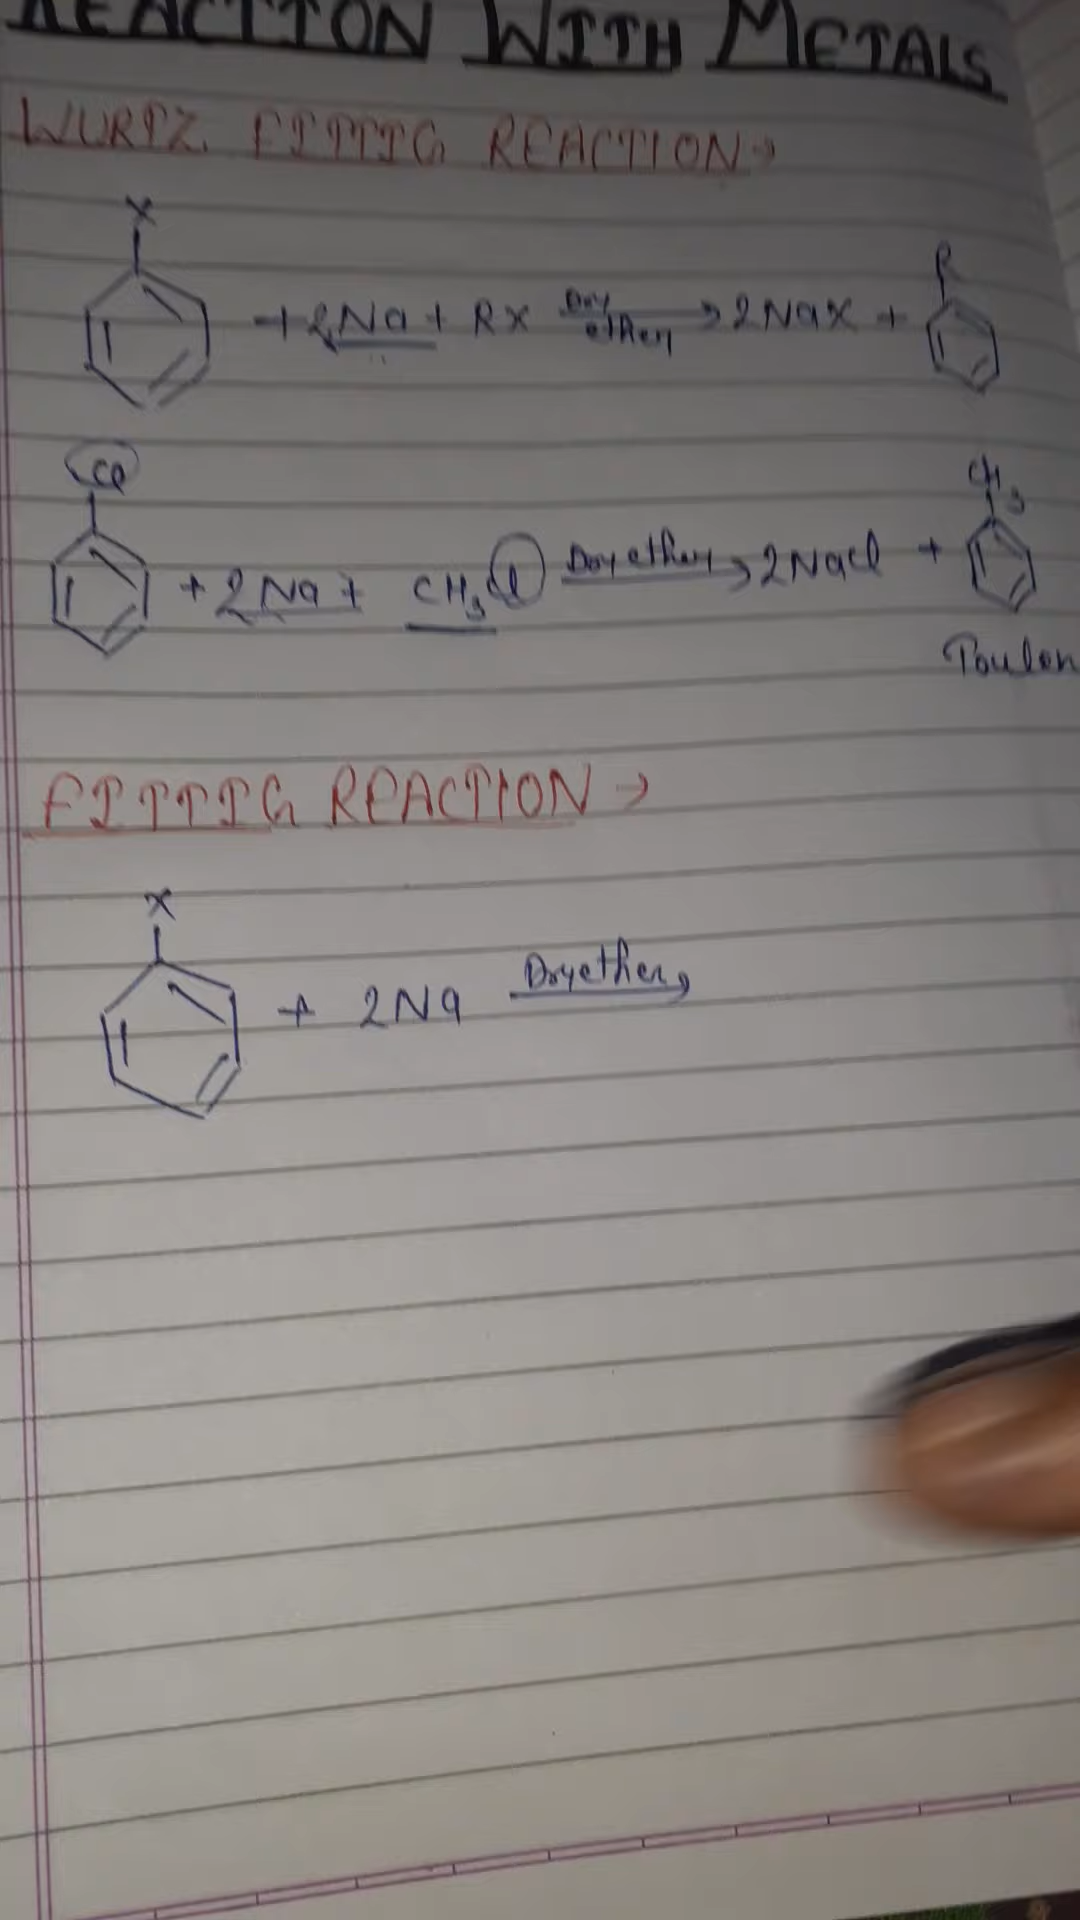 REACTION WITH METALS
WURTZ FITTIG REACTION→
X
R
+ 2Na + RX Dry ether → 2NaX +
Cl
CH3
+ 2Na + CH3Cl Dry ether → 2NaCl +
Toulen
FITTIG REACTION →
X
+ 2Na Dry ether